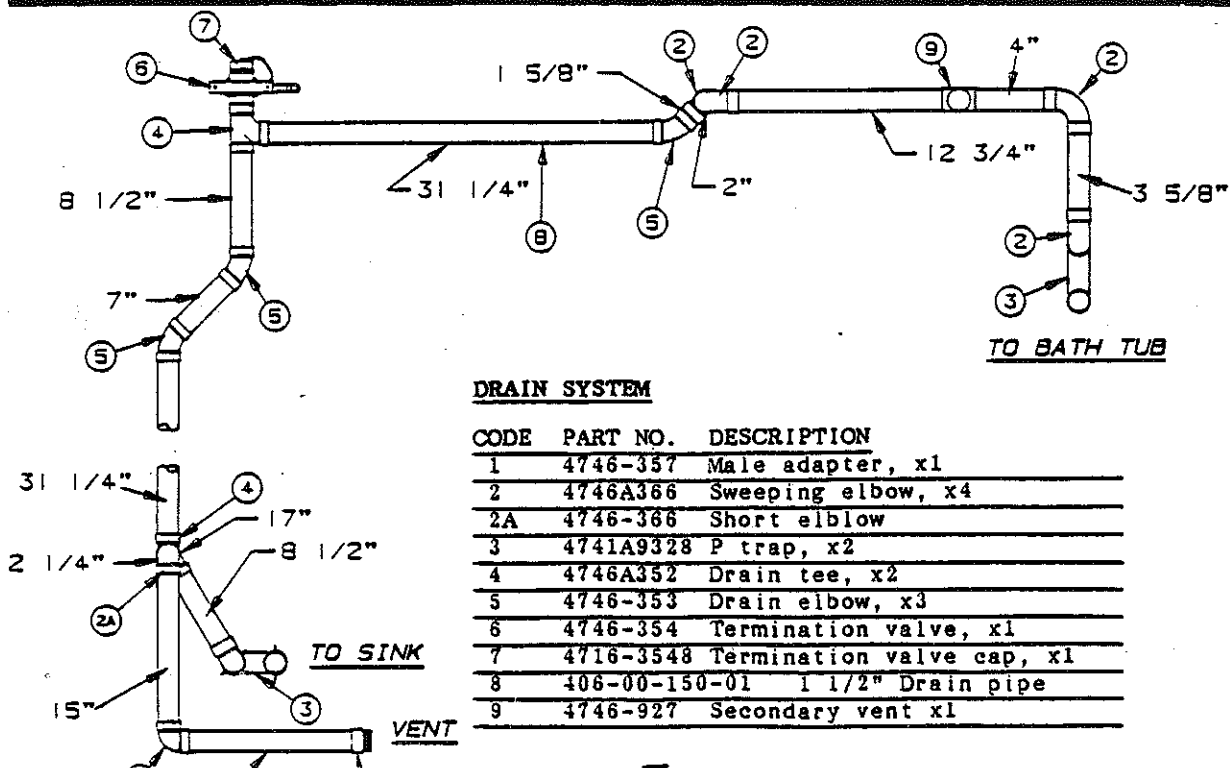 7
2
2
9
4"
2
6
1 5/8"
4
12 3/4"
31 1/4"
2"
3 5/8"
8 1/2"
5
8
2
7"
5
3
5
TO BATH TUB
DRAIN SYSTEM
CODE PART NO. DESCRIPTION
1 4746-357 Male adapter, x1
2 4746A366 Sweeping elbow, x4
2A 4746-366 Short elblow
3 4741A9328 P trap, x2
4 4746A352 Drain tee, x2
5 4746-353 Drain elbow, x3
6 4746-354 Termination valve, x1
7 4716-3548 Termination valve cap, x1
8 406-00-150-01 1 1/2" Drain pipe
9 4746-927 Secondary vent x1
31 1/4"
4
17"
2 1/4"
8 1/2"
2A
TO SINK
15"
3
VENT